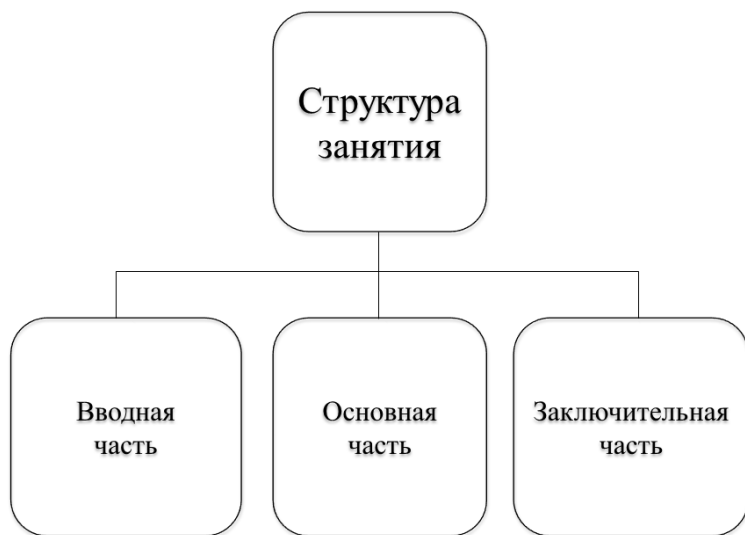 Структура
занятия
Вводная
часть
Основная
часть
Заключительная
часть